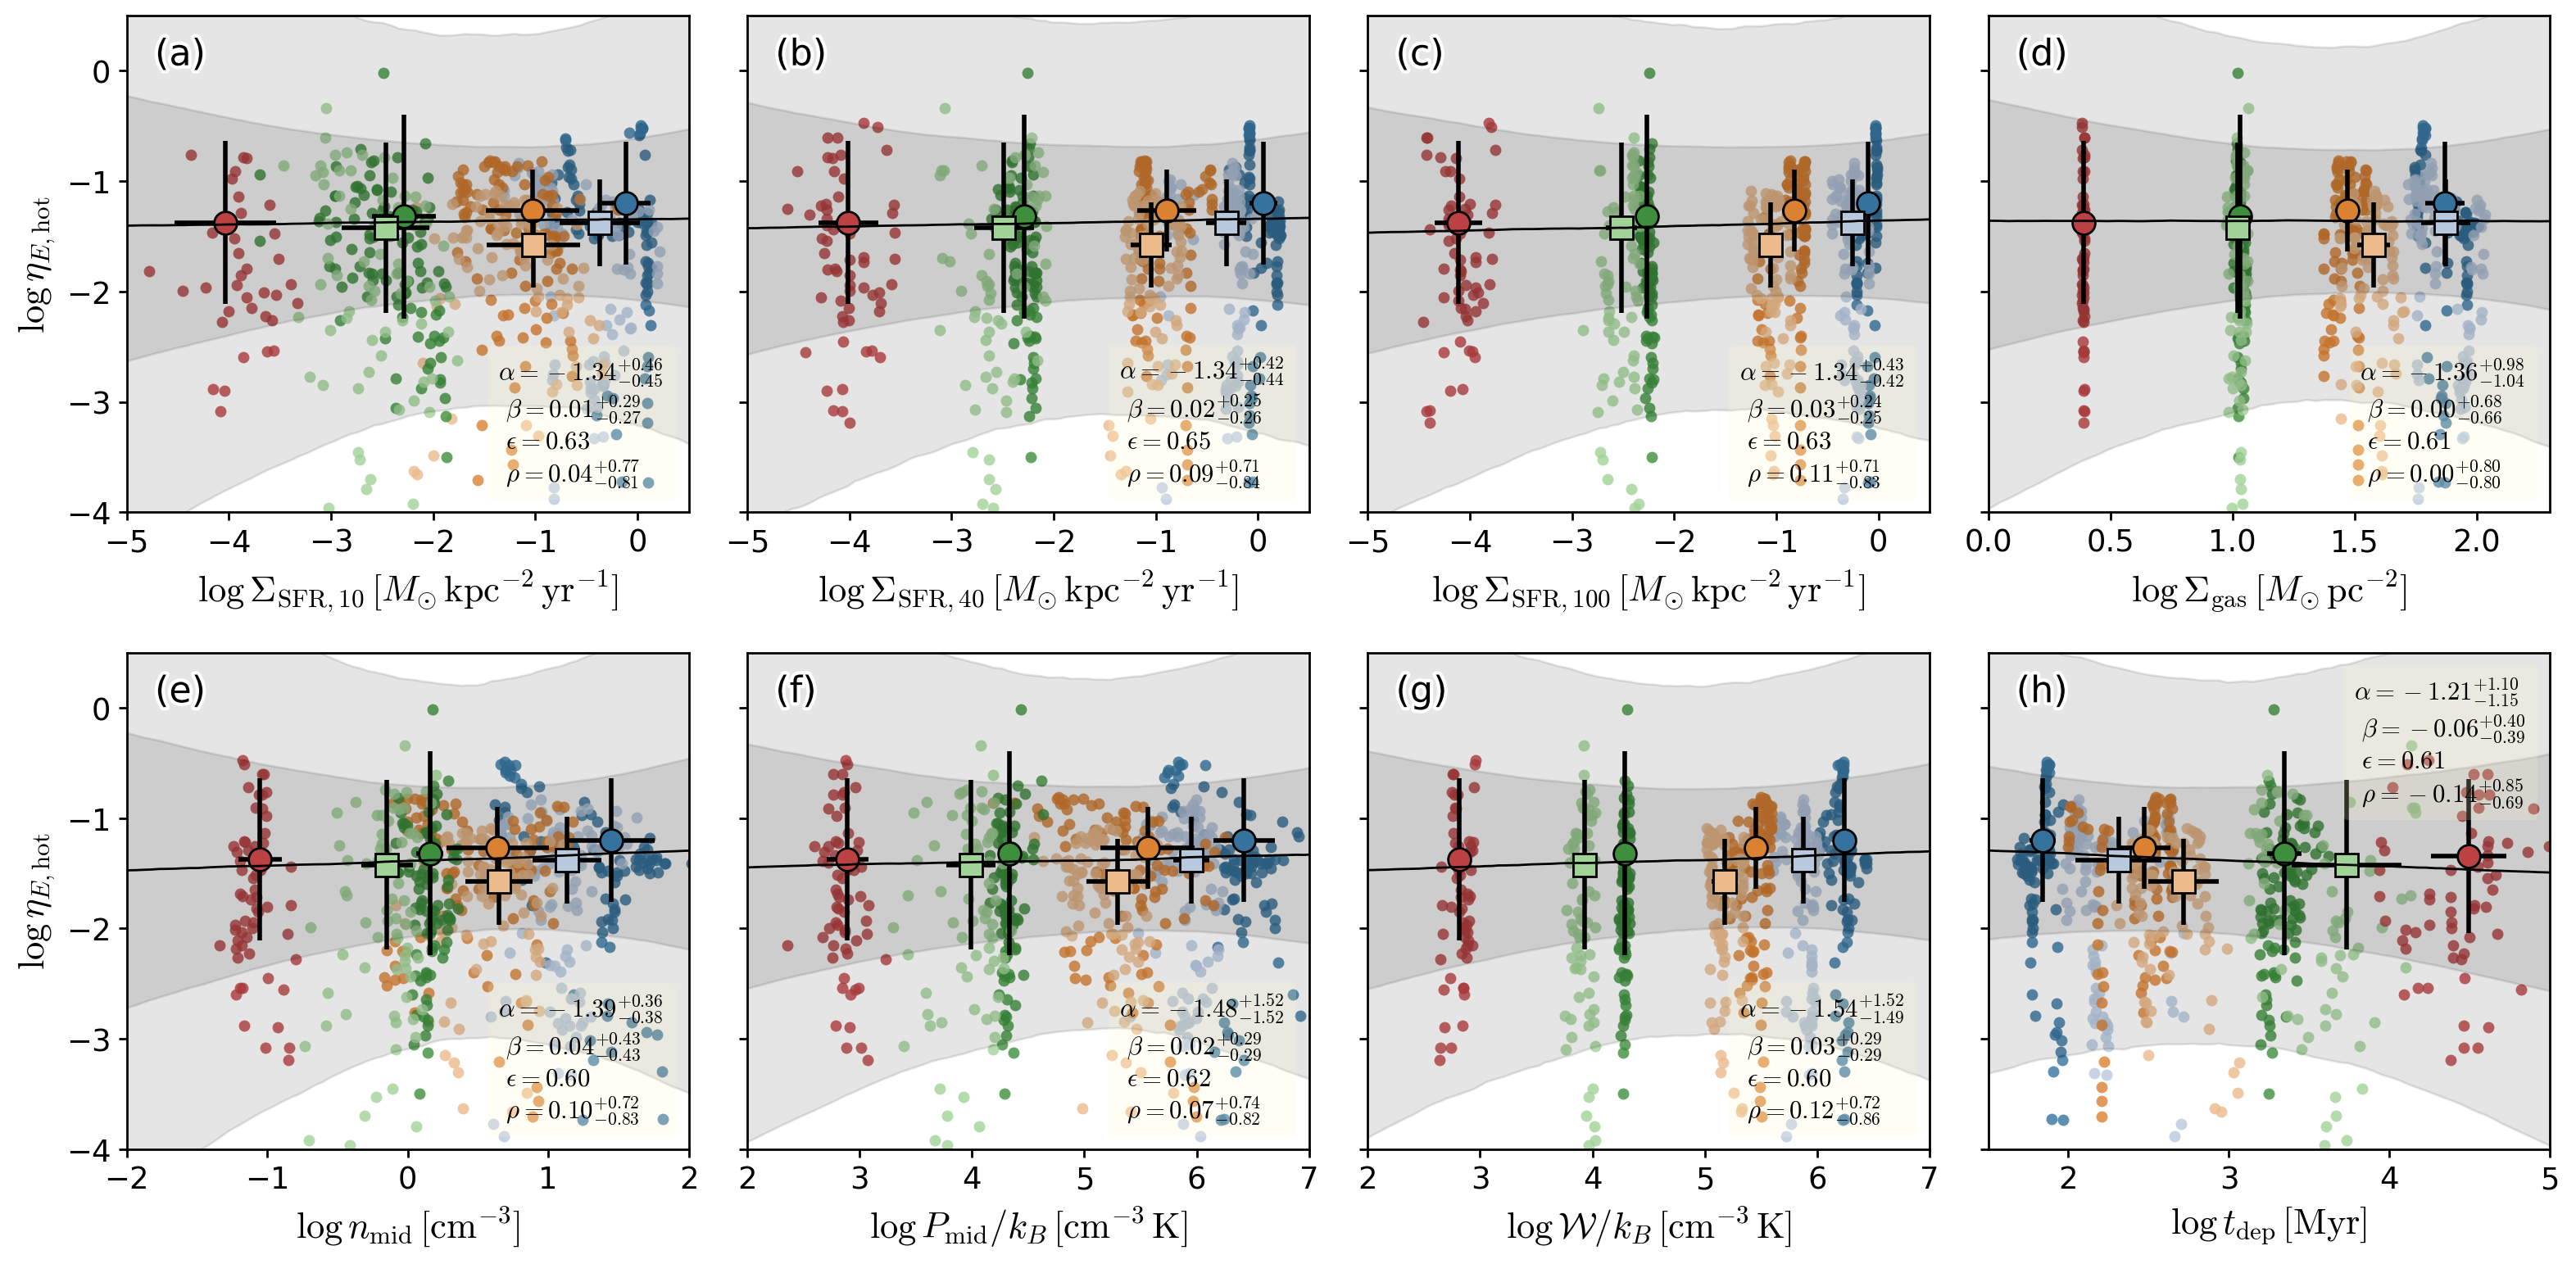 (a)
(b)
(c)
(d)
0
−1
−2
−3
−4
log η_{E, hot}
α = −1.34^{+0.46}_{−0.45}
β = 0.01^{+0.29}_{−0.27}
ϵ = 0.63
ρ = 0.04^{+0.77}_{−0.81}
α = −1.34^{+0.42}_{−0.44}
β = 0.02^{+0.25}_{−0.26}
ϵ = 0.65
ρ = 0.09^{+0.71}_{−0.84}
α = −1.34^{+0.43}_{−0.42}
β = 0.03^{+0.24}_{−0.25}
ϵ = 0.63
ρ = 0.11^{+0.71}_{−0.83}
α = −1.36^{+0.98}_{−1.04}
β = 0.00^{+0.68}_{−0.66}
ϵ = 0.61
ρ = 0.00^{+0.80}_{−0.80}
−5 −4 −3 −2 −1 0
−5 −4 −3 −2 −1 0
−5 −4 −3 −2 −1 0
0.0 0.5 1.0 1.5 2.0
log Σ_{SFR, 10} [M_⊙ kpc^{−2} yr^{−1}]
log Σ_{SFR, 40} [M_⊙ kpc^{−2} yr^{−1}]
log Σ_{SFR, 100} [M_⊙ kpc^{−2} yr^{−1}]
log Σ_{gas} [M_⊙ pc^{−2}]
(e)
(f)
(g)
(h)
0
−1
−2
−3
−4
log η_{E, hot}
α = −1.39^{+0.36}_{−0.38}
β = 0.04^{+0.43}_{−0.43}
ϵ = 0.60
ρ = 0.10^{+0.72}_{−0.83}
α = −1.48^{+1.52}_{−1.52}
β = 0.02^{+0.29}_{−0.29}
ϵ = 0.62
ρ = 0.07^{+0.74}_{−0.82}
α = −1.54^{+1.52}_{−1.49}
β = 0.03^{+0.29}_{−0.29}
ϵ = 0.60
ρ = 0.12^{+0.72}_{−0.86}
α = −1.21^{+1.10}_{−1.15}
β = −0.06^{+0.40}_{−0.39}
ϵ = 0.61
ρ = −0.14^{+0.85}_{−0.69}
−2 −1 0 1 2
2 3 4 5 6 7
2 3 4 5 6 7
2 3 4 5
log n_{mid} [cm^{−3}]
log P_{mid}/k_B [cm^{−3} K]
log 𝒲/k_B [cm^{−3} K]
log t_{dep} [Myr]